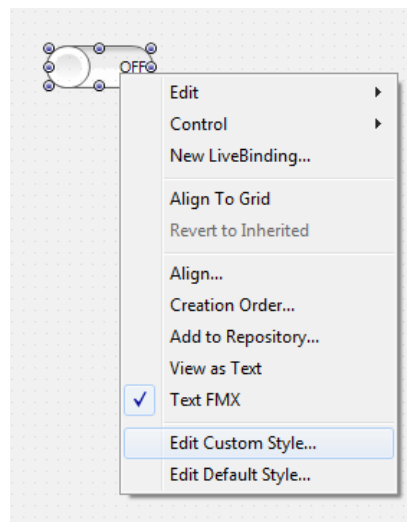 OFF
Edit
Control
New LiveBinding...
Align To Grid
Revert to Inherited
Align...
Creation Order...
Add to Repository...
View as Text
Text FMX
Edit Custom Style...
Edit Default Style...